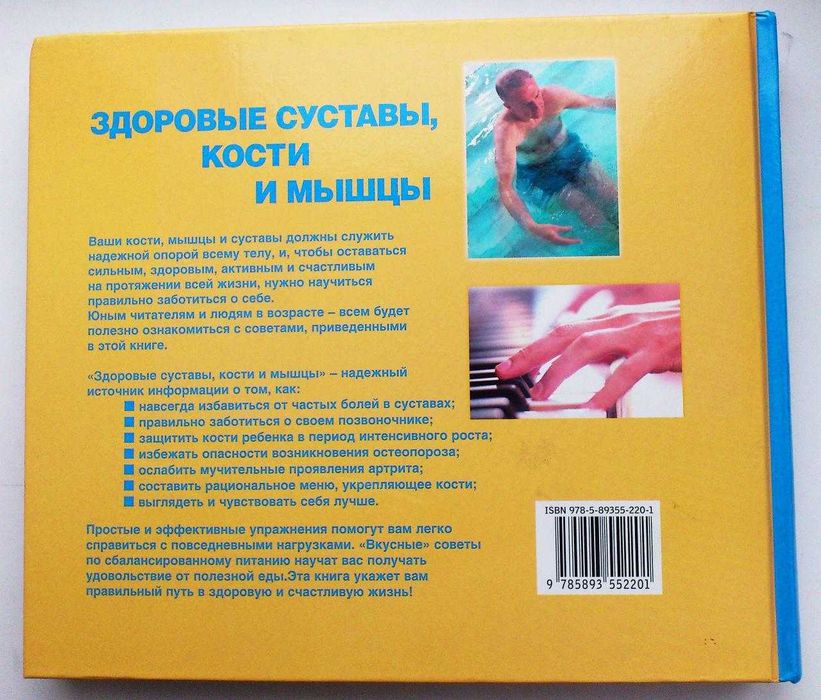 ЗДОРОВЫЕ СУСТАВЫ,
КОСТИ
И МЫШЦЫ
Ваши кости, мышцы и суставы должны служить
надежной опорой всему телу, и, чтобы оставаться
сильным, здоровым, активным и счастливым
на протяжении всей жизни, нужно научиться
правильно заботиться о себе.
Юным читателям и людям в возрасте – всем будет
полезно ознакомиться с советами, приведенными
в этой книге.
«Здоровые суставы, кости и мышцы» – надежный
источник информации о том, как:
■ навсегда избавиться от частых болей в суставах;
■ правильно заботиться о своем позвоночнике;
■ защитить кости ребенка в период интенсивного роста;
■ избежать опасности возникновения остеопороза;
■ ослабить мучительные проявления артрита;
■ составить рациональное меню, укрепляющее кости;
■ выглядеть и чувствовать себя лучше.
Простые и эффективные упражнения помогут вам легко
справиться с повседневными нагрузками. «Вкусные» советы
по сбалансированному питанию научат вас получать
удовольствие от полезной еды.Эта книга укажет вам
правильный путь в здоровую и счастливую жизнь!
ISBN 978-5-89355-220-1
9 785893 552201